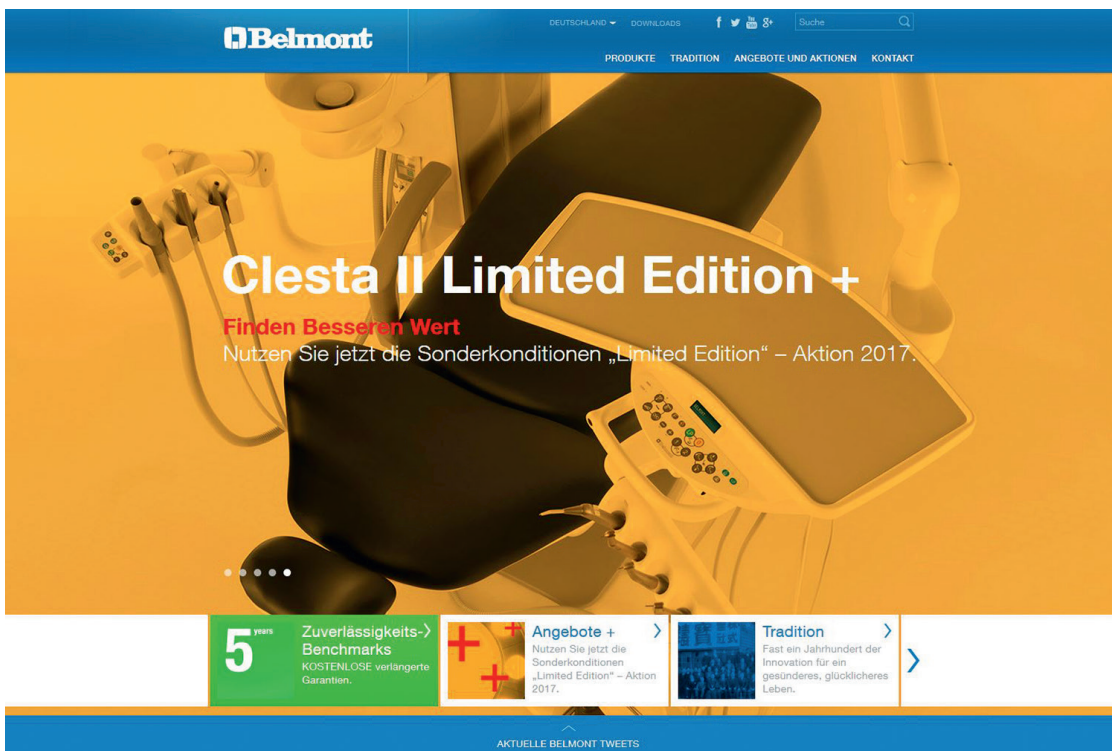 Belmont
DEUTSCHLAND DOWNLOADS
Suche
PRODUKTE TRADITION ANGEBOTE UND AKTIONEN KONTAKT
Clesta II Limited Edition +
Finden Besseren Wert
Nutzen Sie jetzt die Sonderkonditionen „Limited Edition“ – Aktion 2017.
5 years
Zuverlässigkeits-
Benchmarks
KOSTENLOSE verlängerte
Garantien.
Angebote +
Nutzen Sie jetzt die
Sonderkonditionen
„Limited Edition“ – Aktion
2017.
Tradition
Fast ein Jahrhundert der
Innovation für ein
gesünderes, glücklicheres
Leben.
AKTUELLE BELMONT TWEETS